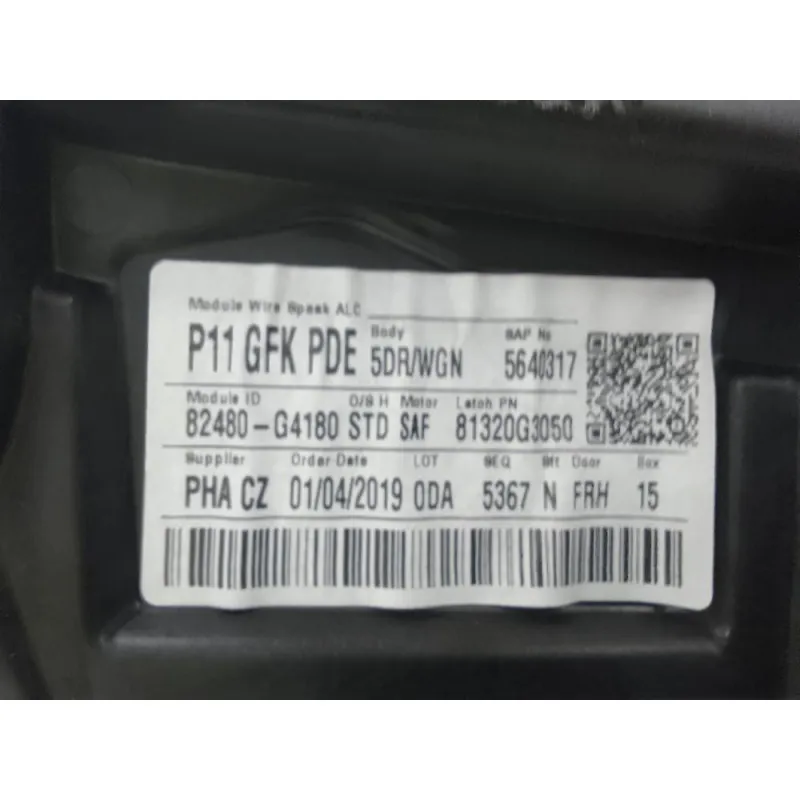 Module Wire Speak ALC
P11 GFK PDE Body 5DR/WGN SAP No 5640317
Module ID O/S H Motor Latch PN
82480-G4180 STD SAF 81320G3050
Supplier Order Date LOT SEQ Sft Door Box
PHA CZ 01/04/2019 0DA 5367 N FRH 15